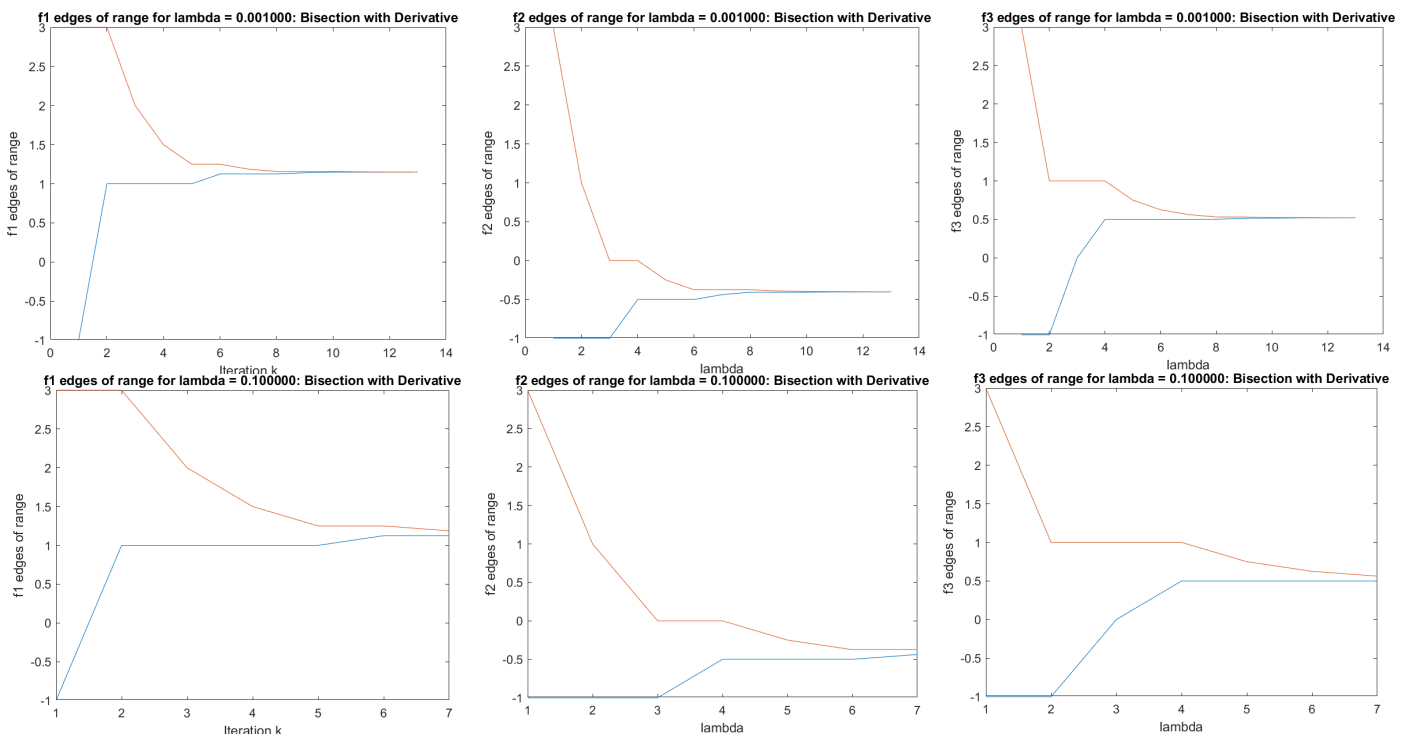 f1 edges of range for lambda = 0.001000: Bisection with Derivative
f1 edges of range
3
2.5
2
1.5
1
0.5
0
-0.5
-1
0 2 4 6 8 10 12 14
Iteration k
f2 edges of range for lambda = 0.001000: Bisection with Derivative
f2 edges of range
3
2.5
2
1.5
1
0.5
0
-0.5
-1
0 2 4 6 8 10 12 14
lambda
f3 edges of range for lambda = 0.001000: Bisection with Derivative
f3 edges of range
3
2.5
2
1.5
1
0.5
0
-0.5
-1
0 2 4 6 8 10 12 14
lambda
f1 edges of range for lambda = 0.100000: Bisection with Derivative
f1 edges of range
3
2.5
2
1.5
1
0.5
0
-0.5
-1
1 2 3 4 5 6 7
Iteration k
f2 edges of range for lambda = 0.100000: Bisection with Derivative
f2 edges of range
3
2.5
2
1.5
1
0.5
0
-0.5
-1
1 2 3 4 5 6 7
lambda
f3 edges of range for lambda = 0.100000: Bisection with Derivative
f3 edges of range
3
2.5
2
1.5
1
0.5
0
-0.5
-1
1 2 3 4 5 6 7
lambda